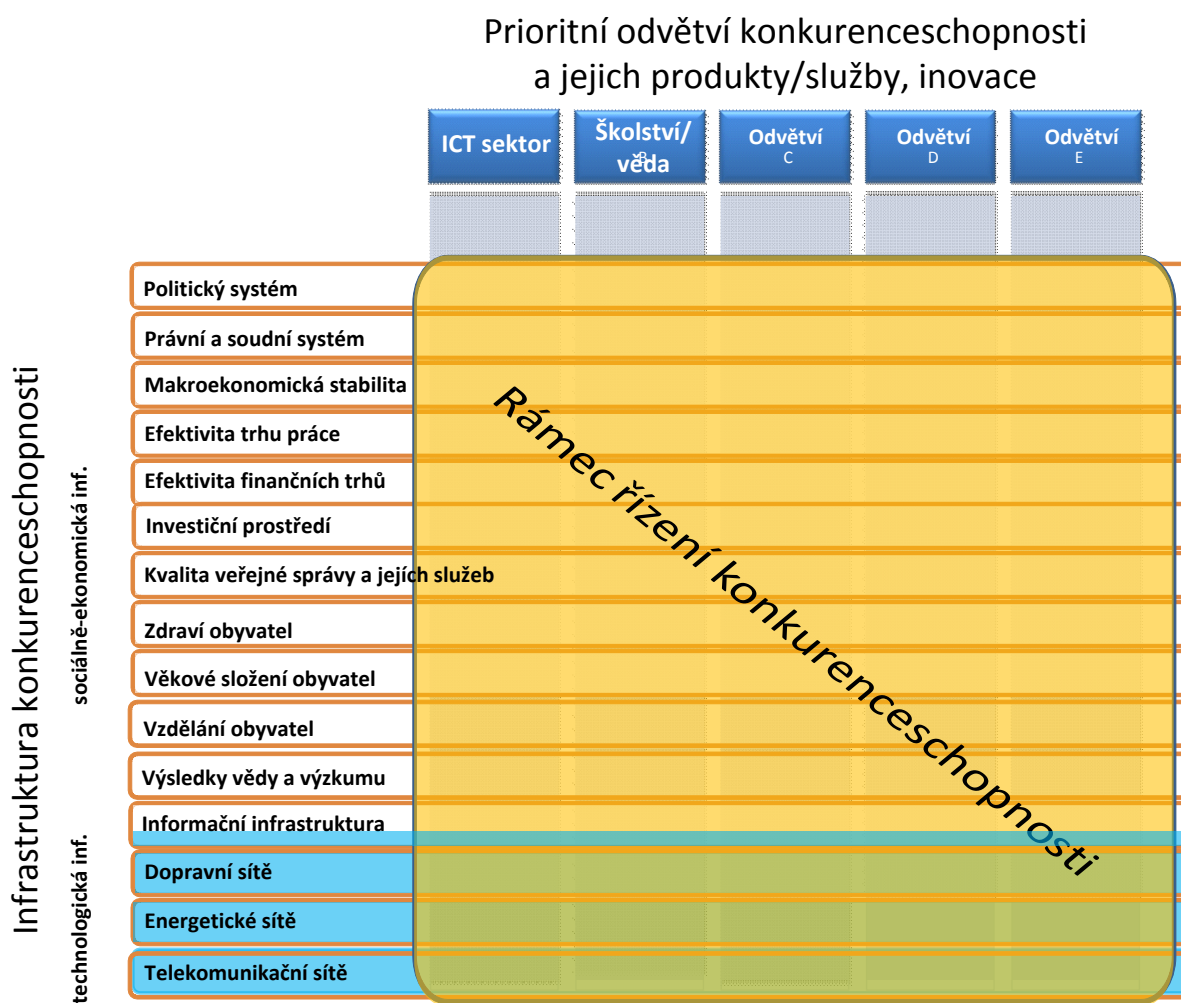 Prioritní odvětví konkurenceschopnosti
a jejich produkty/služby, inovace
ICT sektor
Školství/
B
věda
Odvětví
C
Odvětví
D
Odvětví
E
Infrastruktura konkurenceschopnosti
sociálně-ekonomická inf.
technologická inf.
Politický systém
Právní a soudní systém
Makroekonomická stabilita
Efektivita trhu práce
Efektivita finančních trhů
Investiční prostředí
Kvalita veřejné správy a jejích služeb
Zdraví obyvatel
Věkové složení obyvatel
Vzdělání obyvatel
Výsledky vědy a výzkumu
Informační infrastruktura
Dopravní sítě
Energetické sítě
Telekomunikační sítě
Rámec řízení konkurenceschopnosti